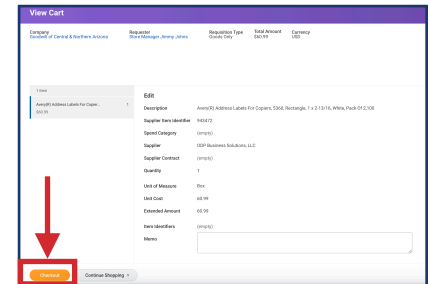 View Cart
Company Requester Requisition Type Total Amount Currency
Goodwill of Central & Northern Arizona Store Manager Jimmy Johns Goods Only $60.99 USD
1 item
Avery(R) Address Labels For Copier... 1
$60.99
Edit
Description Avery(R) Address Labels For Copiers, 5360, Rectangle, 1 x 2-13/16, White, Pack Of 2,100
Supplier Item Identifier 943472
Spend Category (empty)
Supplier ODP Business Solutions, LLC
Supplier Contract (empty)
Quantity 1
Unit of Measure Box
Unit Cost 60.99
Extended Amount 60.99
Item Identifiers (empty)
Memo
Checkout Continue Shopping